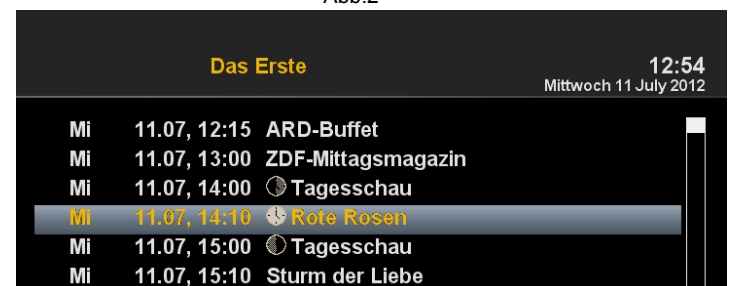 Das Erste
12:54
Mittwoch 11 July 2012
Mi 11.07, 12:15 ARD-Buffet
Mi 11.07, 13:00 ZDF-Mittagsmagazin
Mi 11.07, 14:00 Tagesschau
Mi 11.07, 14:10 Rote Rosen
Mi 11.07, 15:00 Tagesschau
Mi 11.07, 15:10 Sturm der Liebe